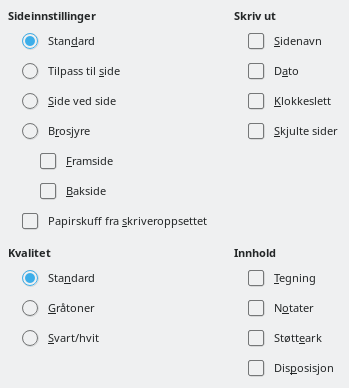 Sideinnstillinger
Standard
Tilpass til side
Side ved side
Brosjyre
Framside
Bakside
Papirskuff fra skriveroppsettet
Skriv ut
Sidenavn
Dato
Klokkeslett
Skjulte sider
Kvalitet
Standard
Gråtoner
Svart/hvit
Innhold
Tegning
Notater
Støtteark
Disposisjon